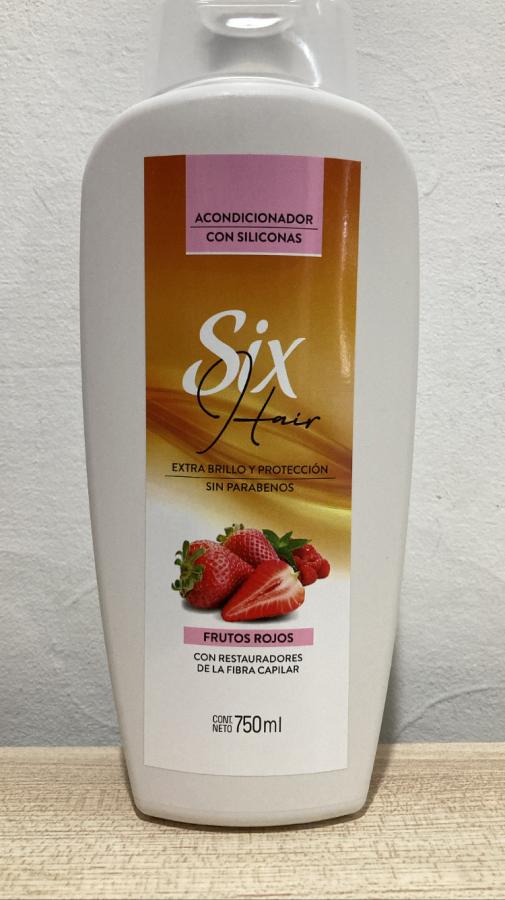 ACONDICIONADOR
CON SILICONAS
Six
Hair
EXTRA BRILLO Y PROTECCIÓN
SIN PARABENOS
FRUTOS ROJOS
CON RESTAURADORES
DE LA FIBRA CAPILAR
CONT.
NETO 750ml